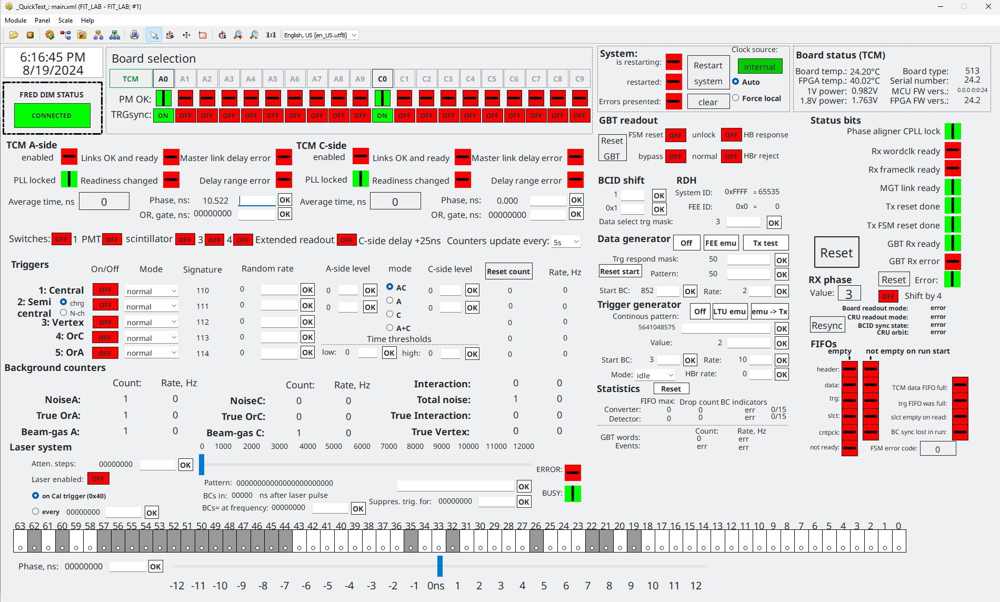 _QuickTest_: main.xml (FIT_LAB - FIT_LAB; #1)
Module Panel Scale Help
1:1 English, US [en_US.utf8]
6:16:45 PM
8/19/2024
FRED DIM STATUS
CONNECTED
Board selection
TCM A0 A1 A2 A3 A4 A5 A6 A7 A8 A9 C0 C1 C2 C3 C4 C5 C6 C7 C8 C9
PM OK:
TRGsync: ON OFF OFF OFF OFF OFF OFF OFF OFF OFF ON OFF OFF OFF OFF OFF OFF OFF OFF OFF
System:
is restarting:
restarted:
Errors presented:
Restart
system
clear
Clock source:
internal
Auto
Force local
Board status (TCM)
Board temp.: 24.20°C Board type: 513
FPGA temp.: 40.02°C Serial number: 24.2
1V power: 0.982V MCU FW vers.: 0.0.0 0:0:24
1.8V power: 1.763V FPGA FW vers.: 24.2
TCM A-side
enabled Links OK and ready Master link delay error
PLL locked Readiness changed Delay range error
Average time, ns 0 Phase, ns: 10.522 OK
OR, gate, ns: 00000000 OK
TCM C-side
enabled Links OK and ready Master link delay error
PLL locked Readiness changed Delay range error
Average time, ns 0 Phase, ns: 0.000 OK
OR, gate, ns: 00000000 OK
Switches: OFF 1 PMT OFF scintillator OFF 3 OFF 4 OFF Extended readout OFF C-side delay +25ns Counters update every: 5s
Triggers On/Off Mode Signature Random rate A-side level mode C-side level Reset count Rate, Hz
1: Central OFF normal 110 0 OK 0 OK AC 0 OK 0 0
2: Semi central chrg N-ch OFF normal 111 0 OK 0 OK A 0 OK 0 0
3: Vertex OFF normal 112 0 OK C 0 0
4: OrC OFF normal 113 0 OK A+C 0 0
Time thresholds
5: OrA OFF normal 114 0 OK low: 0 OK high: 0 OK 0 0
Background counters
Count: Rate, Hz Count: Rate, Hz Interaction: 0 0
NoiseA: 1 0 NoiseC: 0 0 Total noise: 1 0
True OrA: 1 0 True OrC: 0 0 True Interaction: 0 0
Beam-gas A: 1 0 Beam-gas C: 1 0 True Vertex: 0 0
Laser system
0 1000 2000 3000 4000 5000 6000 7000 8000 9000 10000 11000 12000
Atten. steps: 00000000 OK
Laser enabled: OFF
on Cal trigger (0x40)
every 00000000 OK
Pattern: 00000000000000000000000 OK
BCs in: 00000 ns after laser pulse
BCs= at frequency: 00000000 OK
Suppres. trig. for: 00000000 OK
ERROR:
BUSY:
63 62 61 60 59 58 57 56 55 54 53 52 51 50 49 48 47 46 45 44 43 42 41 40 39 38 37 36 35 34 33 32 31 30 29 28 27 26 25 24 23 22 21 20 19 18 17 16 15 14 13 12 11 10 9 8 7 6 5 4 3 2 1 0
Phase, ns: 00000000 OK
-12 -11 -10 -9 -8 -7 -6 -5 -4 -3 -2 -1 0ns 1 2 3 4 5 6 7 8 9 10 11 12
GBT readout
Reset
GBT
FSM reset OFF unlock OFF HB response
bypass OFF normal OFF HBr reject
BCID shift
1 OK
0x1 OK
RDH
System ID: 0xFFFF = 65535
FEE ID: 0x0 = 0
Data select trg mask: 3 OK
Data generator Off FEE emu Tx test
Trg respond mask: 50 OK
Reset start Pattern: 50 OK
Start BC: 852 OK Rate: 2 OK
Trigger generator Off LTU emu emu -> Tx
Continous pattern:
5641048575 OK
Value: 2 OK
Start BC: 3 OK Rate: 10 OK
Mode: idle HBr rate: 0 OK
Statistics Reset
FIFO max: Drop count BC indicators
Converter: 0 0 err 0/15
Detector: 0 0 err 0/15
Count: Rate, Hz
GBT words: 0 err
Events: err err
Status bits
Phase aligner CPLL lock
Rx wordclk ready
Rx frameclk ready
MGT link ready
Tx reset done
Tx FSM reset done
GBT Rx ready
GBT Rx error
Reset
RX phase Reset Error:
Value: 3 OFF Shift by 4
Board readout mode: error
CRU readout mode: error
Resync
BCID sync state: error
CRU orbit: error
FIFOs
empty not empty on run start
header:
data: TCM data FIFO full:
trg: trg FIFO was full:
slct: slct empty on read:
cntpck: BC sync lost in run:
not ready: FSM error code: 0